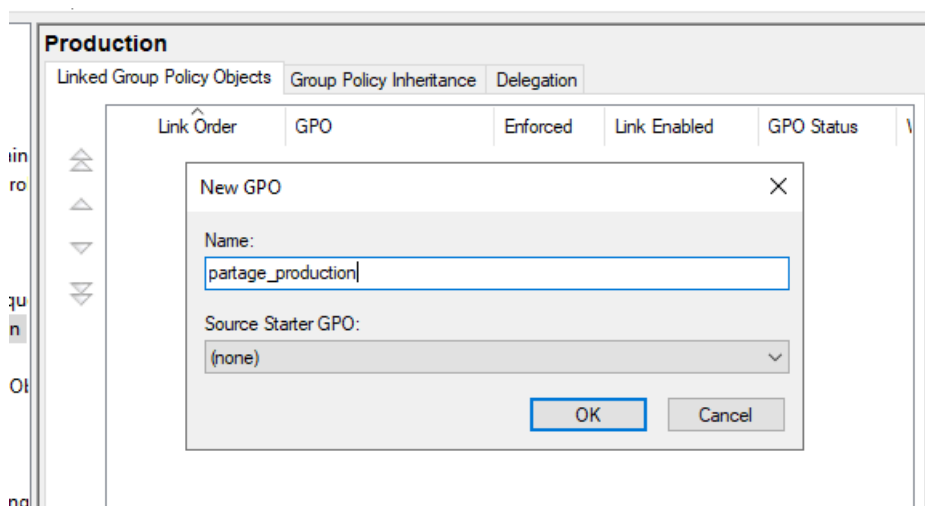 Production
Linked Group Policy Objects Group Policy Inheritance Delegation
Link Order GPO Enforced Link Enabled GPO Status
New GPO
Name:
partage_production
Source Starter GPO:
(none)
OK Cancel